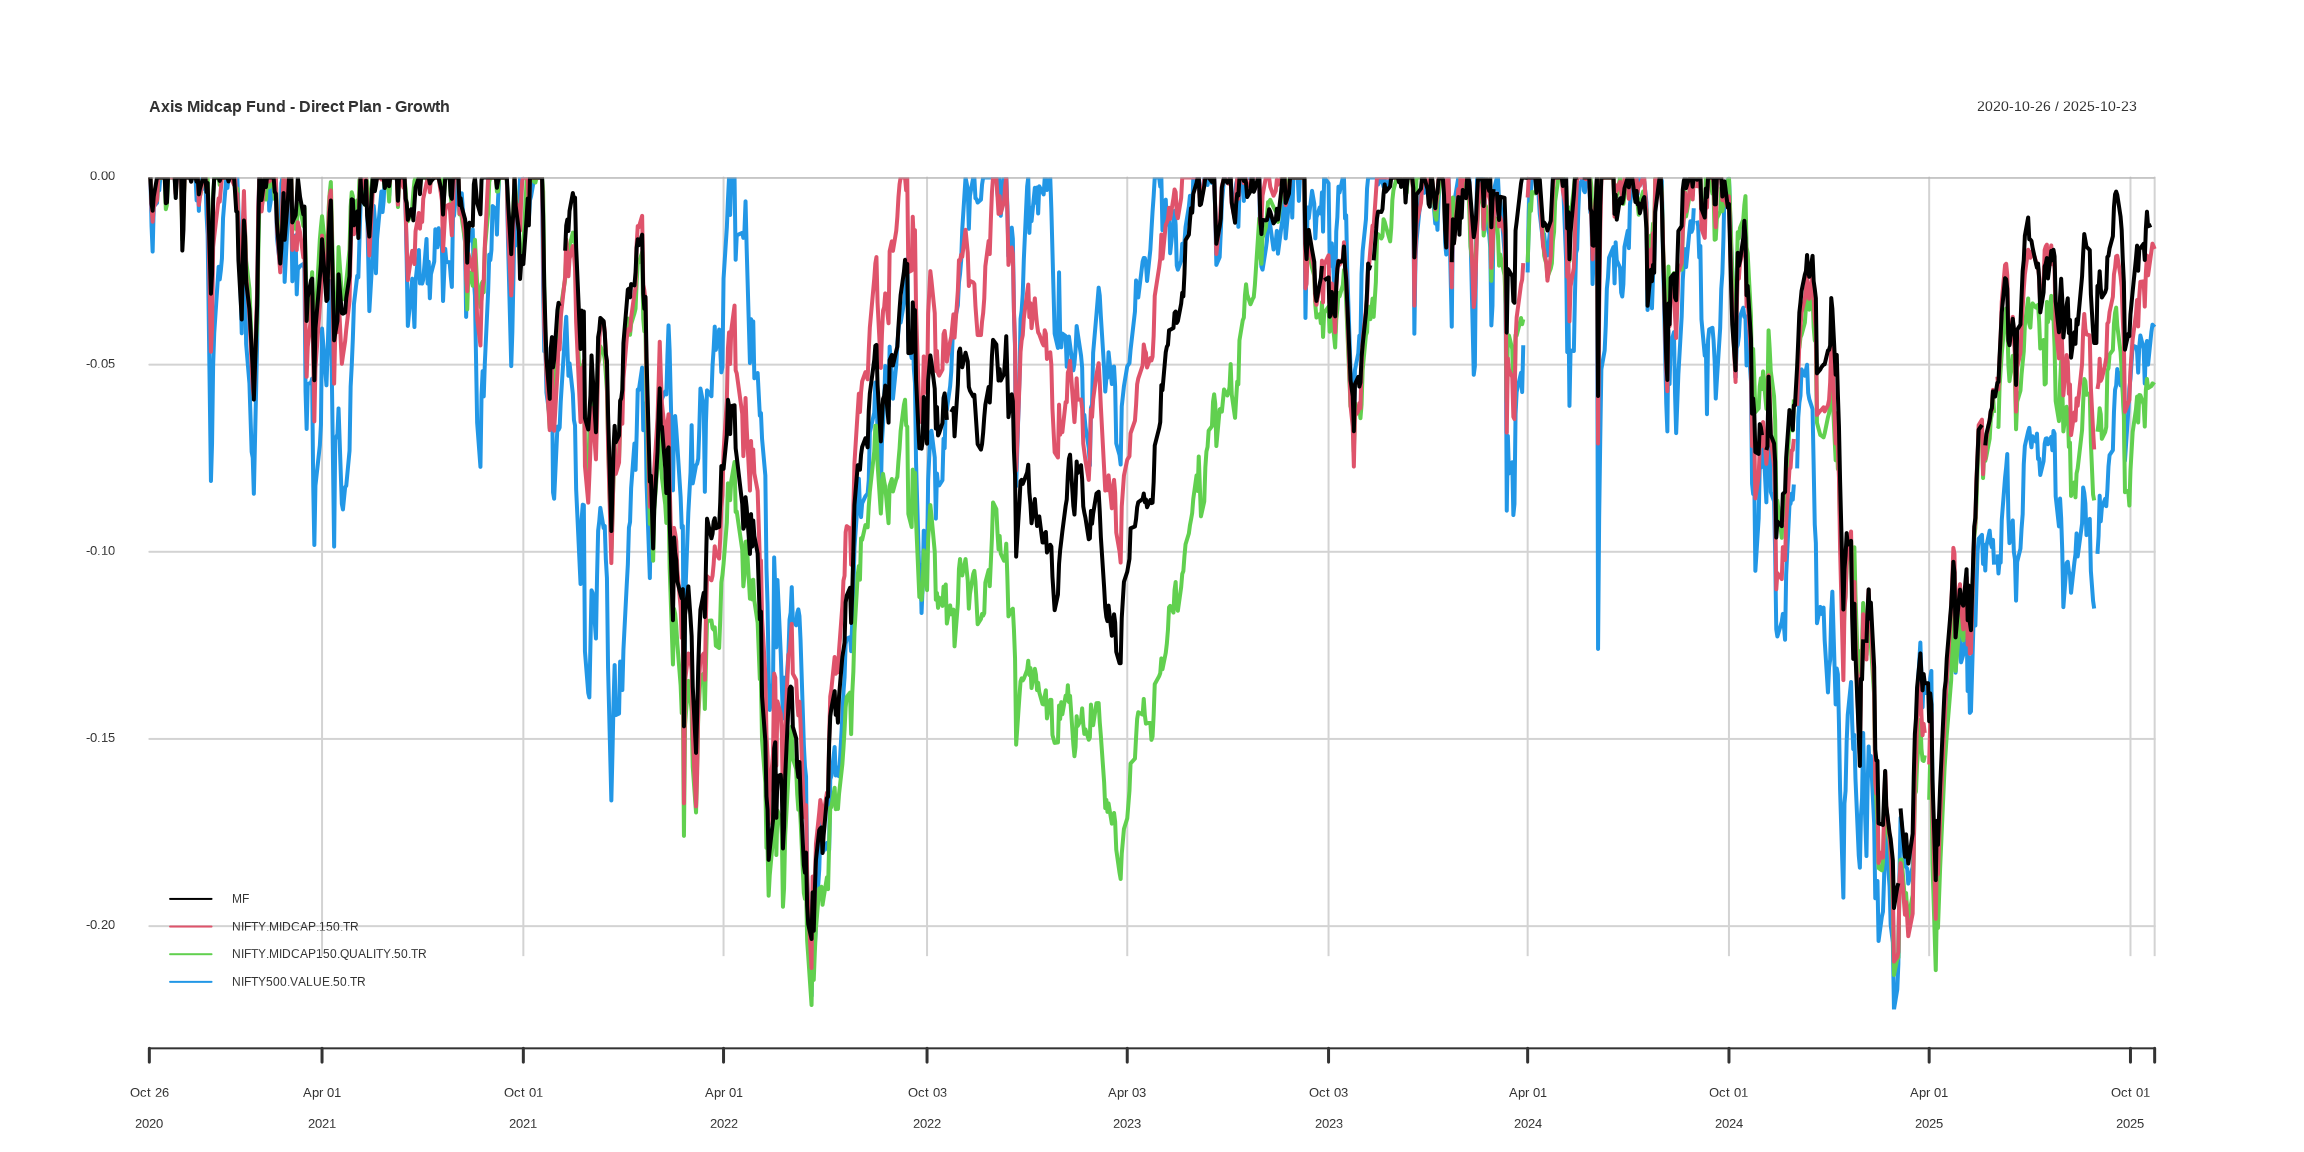 Axis Midcap Fund - Direct Plan - Growth
2020-10-26 / 2025-10-23
0.00
-0.05
-0.10
-0.15
-0.20
MF
NIFTY.MIDCAP.150.TR
NIFTY.MIDCAP150.QUALITY.50.TR
NIFTY500.VALUE.50.TR
Oct 26 Apr 01 Oct 01 Apr 01 Oct 03 Apr 03 Oct 03 Apr 01 Oct 01 Apr 01 Oct 01
2020 2021 2021 2022 2022 2023 2023 2024 2024 2025 2025